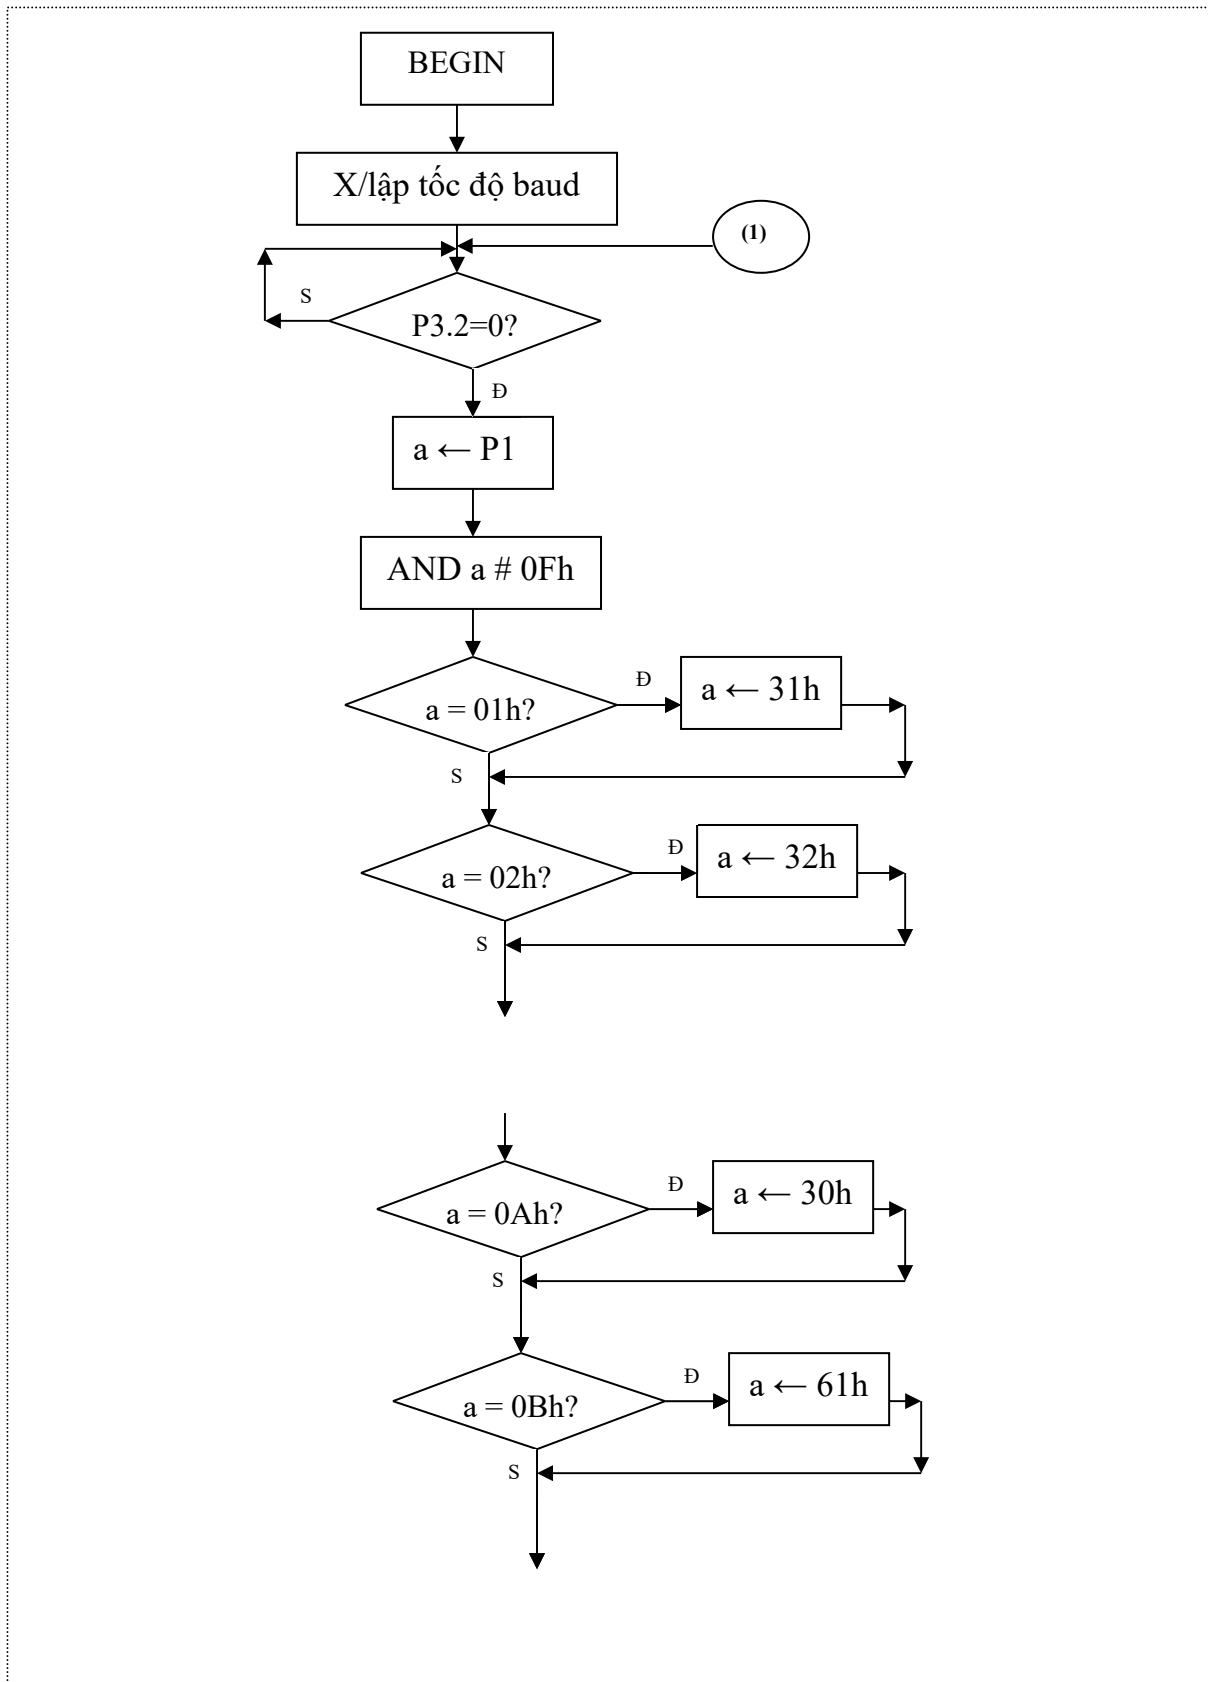 BEGIN
X/lập tốc độ baud
(1)
S
P3.2=0?
Đ
a ← P1
AND a # 0Fh
a = 01h?
Đ
a ← 31h
S
a = 02h?
Đ
a ← 32h
S
a = 0Ah?
Đ
a ← 30h
S
a = 0Bh?
Đ
a ← 61h
S